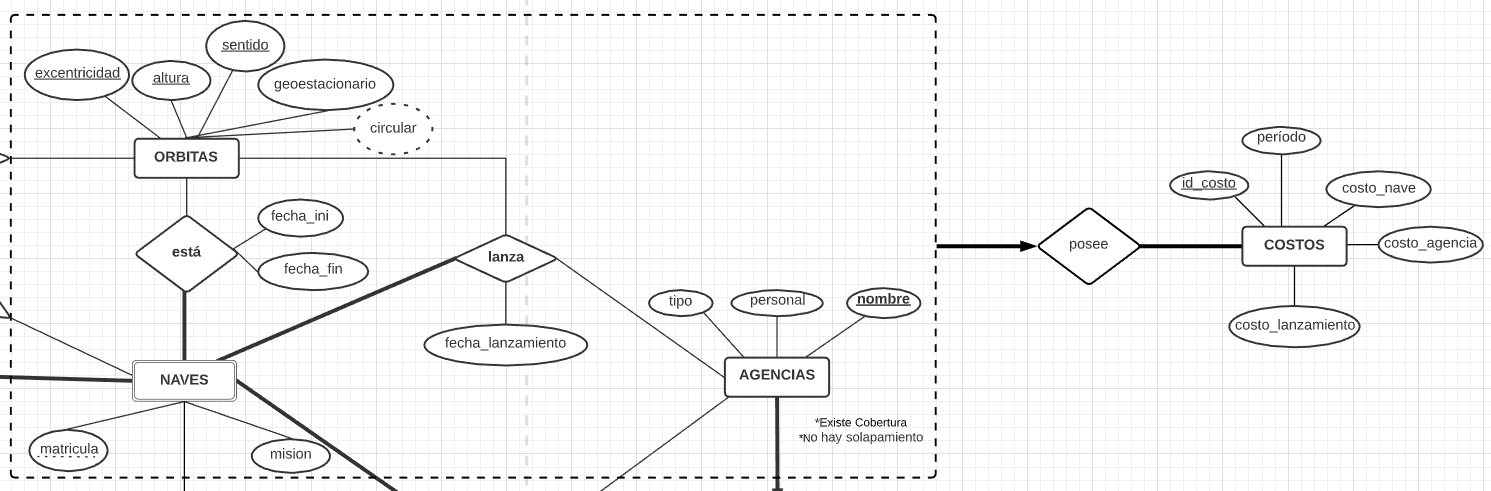 sentido
excentricidad
altura
geoestacionario
circular
ORBITAS
período
id_costo
costo_nave
fecha_ini
está
lanza
posee
COSTOS
costo_agencia
fecha_fin
tipo
personal
nombre
costo_lanzamiento
fecha_lanzamiento
NAVES
AGENCIAS
*Existe Cobertura
*No hay solapamiento
matricula
mision